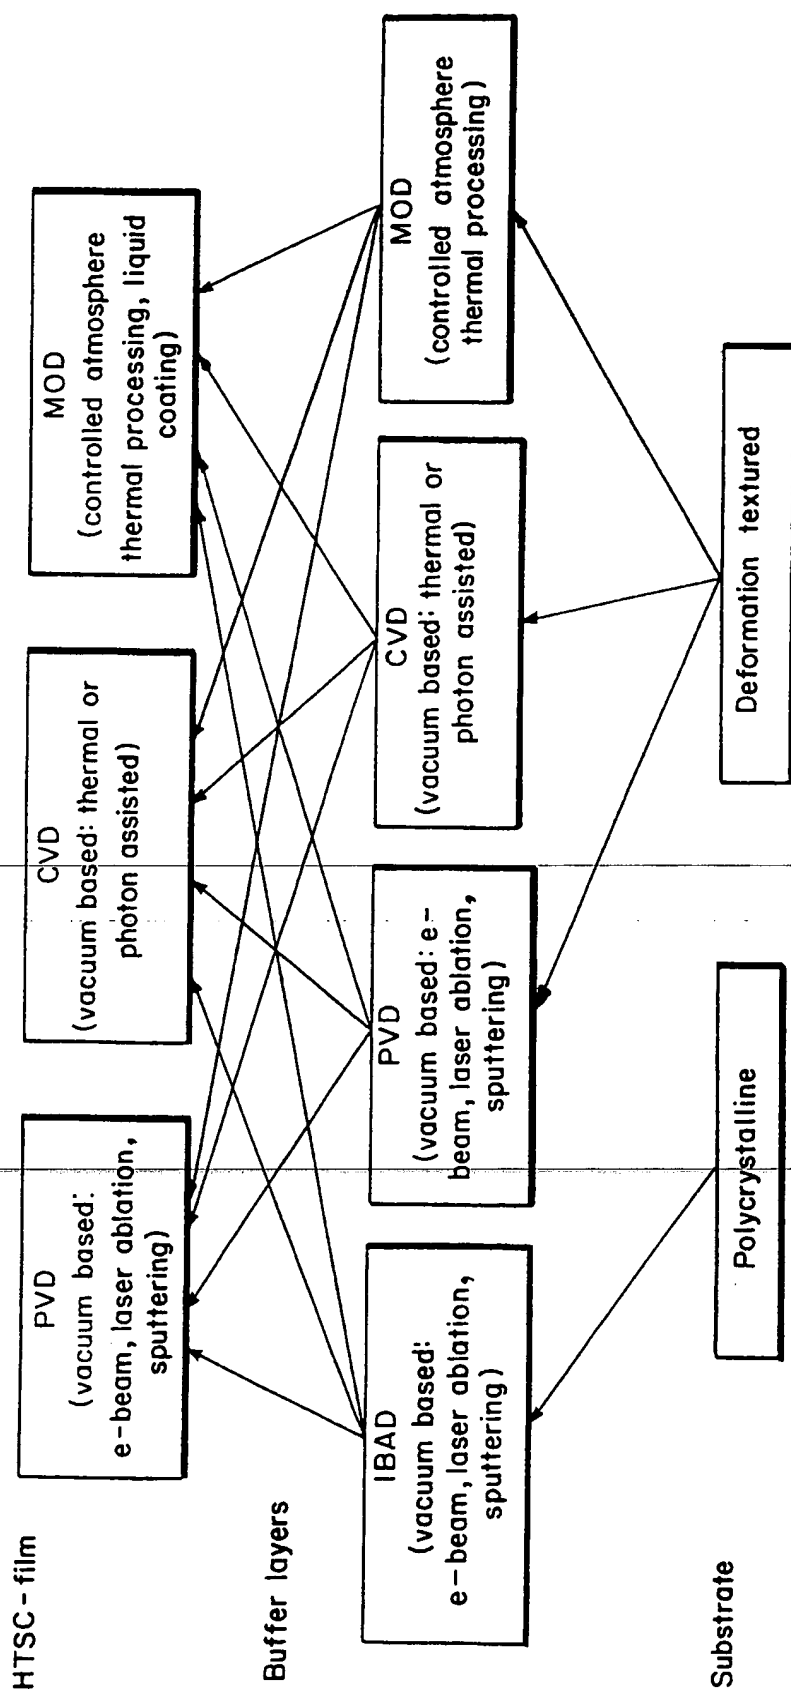 HTSC-film
PVD
(vacuum based:
e-beam, laser ablation,
sputtering)
CVD
(vacuum based: thermal or
photon assisted)
MOD
(controlled atmosphere
thermal processing, liquid
coating)
Buffer layers
IBAD
(vacuum based:
e-beam, laser ablation,
sputtering)
PVD
(vacuum based: e-
beam, laser ablation,
sputtering)
CVD
(vacuum based: thermal or
photon assisted)
MOD
(controlled atmosphere
thermal processing)
Substrate
Polycrystalline
Deformation textured